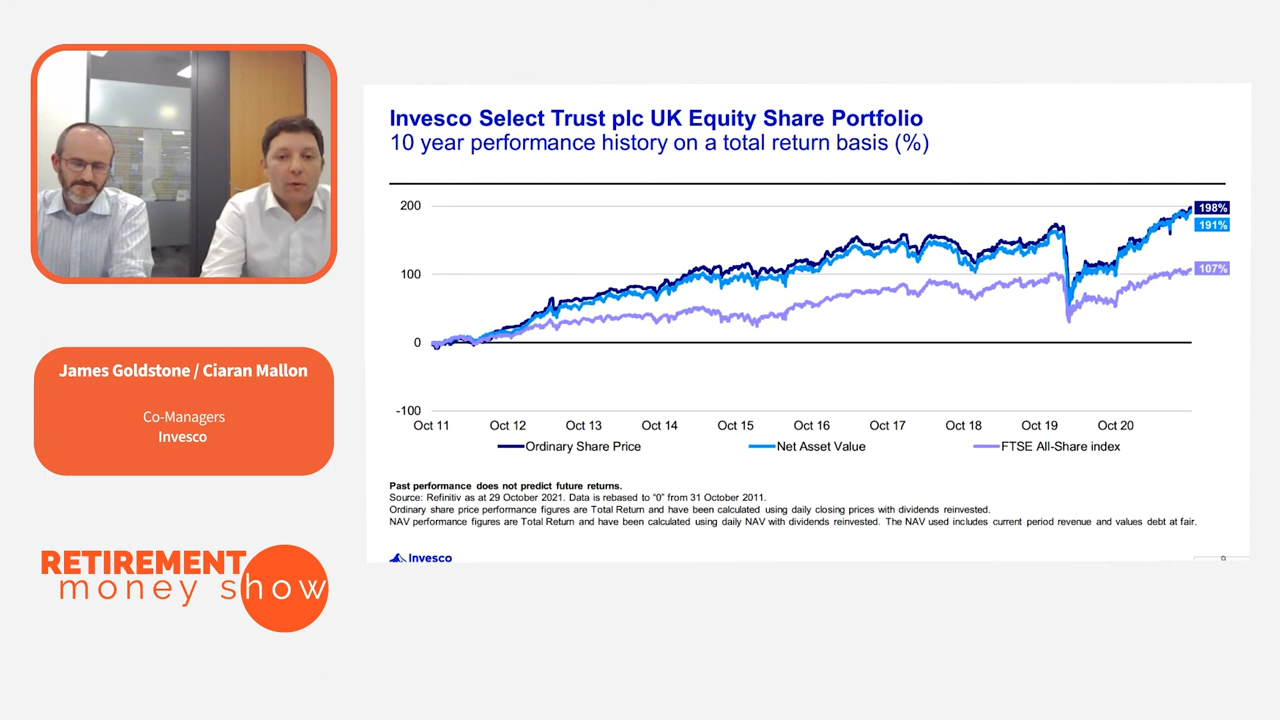 James Goldstone / Ciaran Mallon
Co-Managers
Invesco
RETIREMENT
money show
Invesco Select Trust plc UK Equity Share Portfolio
10 year performance history on a total return basis (%)
200
100
0
-100
198%
191%
107%
Oct 11 Oct 12 Oct 13 Oct 14 Oct 15 Oct 16 Oct 17 Oct 18 Oct 19 Oct 20
Ordinary Share Price Net Asset Value FTSE All-Share index
Past performance does not predict future returns.
Source: Refinitiv as at 29 October 2021. Data is rebased to “0” from 31 October 2011.
Ordinary share price performance figures are Total Return and have been calculated using daily closing prices with dividends reinvested.
NAV performance figures are Total Return and have been calculated using daily NAV with dividends reinvested. The NAV used includes current period revenue and values debt at fair.
Invesco